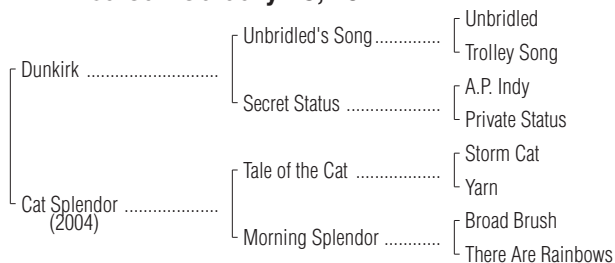 Unbridled
Unbridled's Song
Trolley Song
Dunkirk
A.P. Indy
Secret Status
Private Status
Storm Cat
Tale of the Cat
Yarn
Cat Splendor
(2004)
Broad Brush
Morning Splendor
There Are Rainbows